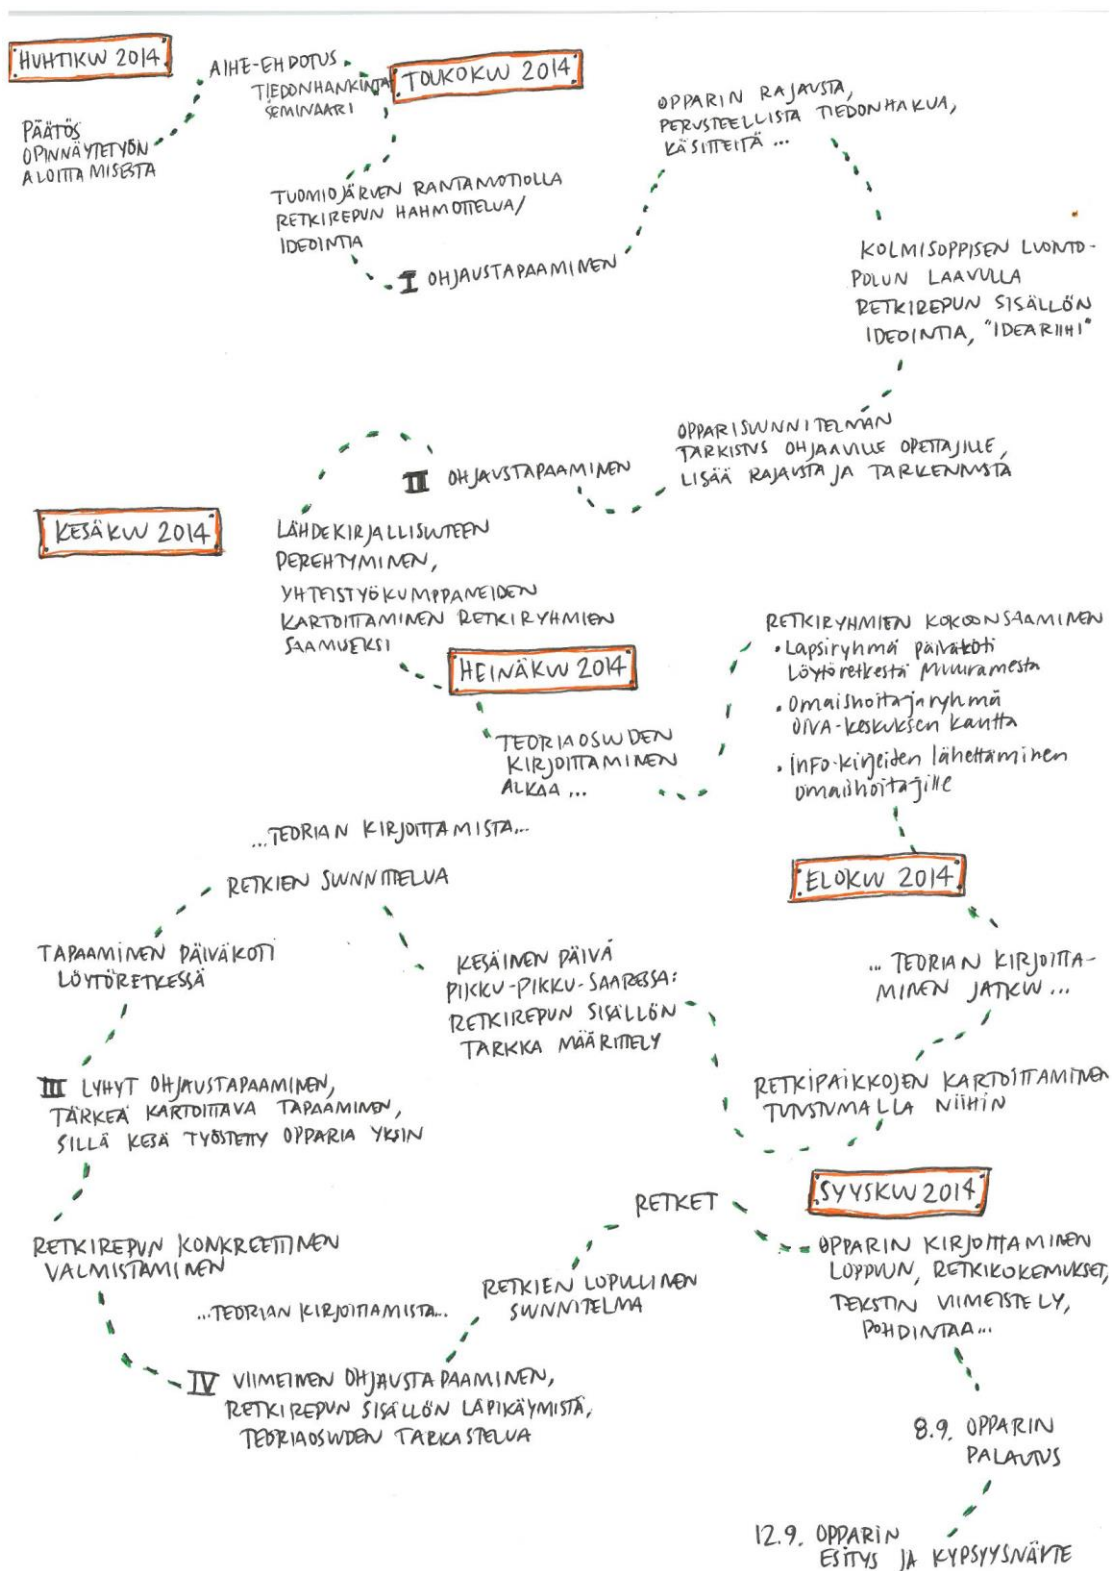 HUHTIKUU 2014
PÄÄTÖS
OPINNÄYTETYÖN
ALOITTAMISESTA
AIHE-EHDOTUS
TIEDONHANKINTA
SEMINAARI
TOUKOKUU 2014
TUOMIOJÄRVEN RANTAMOTIOLLA
RETKIREPUN HAHMOTTELUA/
IDEOINTIA
I OHJAUSTAPAAMINEN
OPPARIN RAJAUSTA,
PERUSTEELLISTA TIEDONHAKUA,
KÄSITTEITÄ ...
KOLMISOPPISEN LUONTO-
POLUN LAAVULLA
RETKIREPUN SISÄLLÖN
IDEOINTIA, "IDEARIIHI"
OPPARISUUNNITELMAN
TARKISTUS OHJAAVILLE OPETTAJILLE,
LISÄÄ RAJAUSTA JA TARKENNUSTA
II OHJAUSTAPAAMINEN
KESÄKUU 2014
LÄHDEKIRJALLISUUTEEN
PEREHTYMINEN,
YHTEISTYÖKUMPPANEIDEN
KARTOITTAMINEN RETKIRYHMIEN
SAAMISEKSI
HEINÄKUU 2014
TEORIAOSUUDEN
KIRJOITTAMINEN
ALKAA ...
RETKIRYHMIEN KOKOONSAAMINEN
• Lapsiryhmä päiväkoti
Löytöretkestä Muuramesta
• Omaishoitajaryhmä
OIVA-keskuksen kautta
• Info-kirjeiden lähettäminen
omaishoitajille
ELOKUU 2014
... TEORIAN KIRJOITTA-
MINEN JATKUU ...
RETKIPAIKKOJEN KARTOITTAMINEN
TUTUSTUMALLA NIIHIN
KESÄINEN PÄIVÄ
PIKKU-PIKKU-SAARESSA:
RETKIREPUN SISÄLLÖN
TARKKA MÄÄRITTELY
...TEORIAN KIRJOITTAMISTA...
RETKIEN SUUNNITTELUA
TAPAAMINEN PÄIVÄKOTI
LÖYTÖRETKESSÄ
III LYHYT OHJAUSTAPAAMINEN,
TÄRKEÄ KARTOITTAVA TAPAAMINEN,
SILLÄ KESÄ TYÖSTETTY OPPARIA YKSIN
RETKIREPUN KONKREETTINEN
VALMISTAMINEN
...TEORIAN KIRJOITTAMISTA...
IV VIIMEINEN OHJAUSTAPAAMINEN,
RETKIREPUN SISÄLLÖN LÄPIKÄYMISTÄ,
TEORIAOSUUDEN TARKASTELUA
RETKIEN LOPULLINEN
SUUNNITELMA
RETKET
SYYSKUU 2014
OPPARIN KIRJOITTAMINEN
LOPPUUN, RETKIKOKEMUKSET,
TEKSTIN VIIMEISTELY,
POHDINTAA...
8.9. OPPARIN
PALAUTUS
12.9. OPPARIN
ESITYS JA KYPSYYSNÄYTE